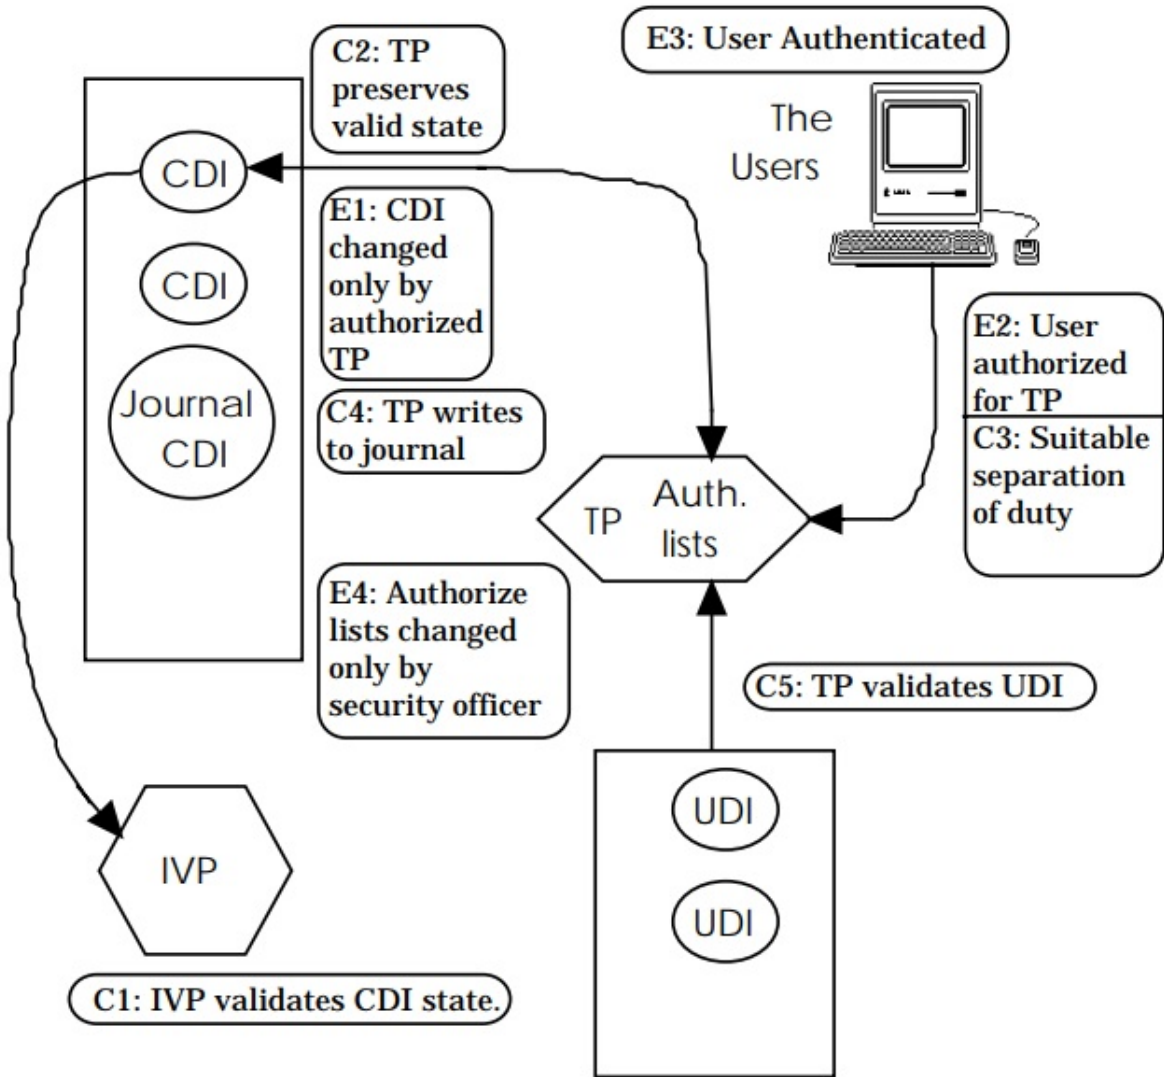 C2: TP
preserves
valid state
E3: User Authenticated
The
Users
CDI
E1: CDI
changed
only by
authorized
TP
CDI
E2: User
authorized
for TP
Journal
CDI
C4: TP writes
to journal
C3: Suitable
separation
of duty
TP
Auth.
lists
E4: Authorize
lists changed
only by
security officer
C5: TP validates UDI
UDI
IVP
UDI
C1: IVP validates CDI state.